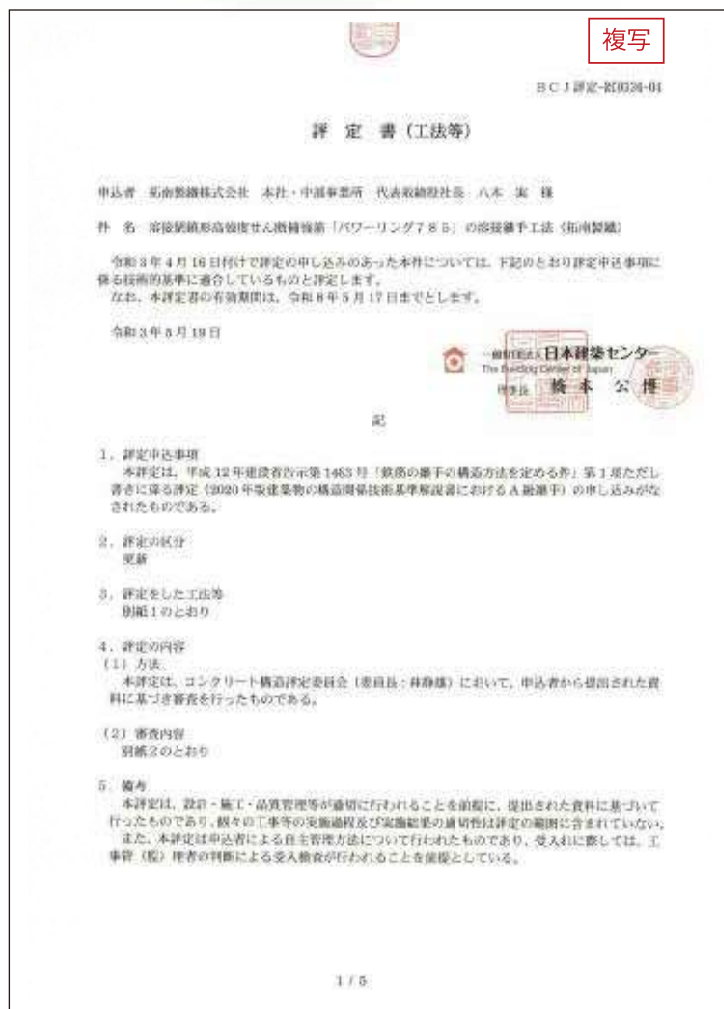 複写
BCJ評定-RC0336-04
評 定 書（工法等）
申込者 拓南製鐵株式会社 本社・中部事業所 代表取締役社長 八木 実 様
件 名 溶接閉鎖形高強度せん断補強筋「パワーリング785」の溶接継手工法（拓南製鐵）
令和3年4月16日付けで評定の申し込みのあった本件については、下記のとおり評定申込事項に
係る技術的基準に適合しているものと評定します。
なお、本評定書の有効期間は、令和8年5月17日までとします。
令和3年5月19日
一般財団法人 日本建築センター
The Building Center of Japan
理事長 橋本 公博
記
1．評定申込事項
本評定は、平成12年建設省告示第1463号「鉄筋の継手の構造方法を定める件」第1項ただし
書きに係る評定（2020年版建築物の構造関係技術基準解説書におけるA級継手）の申し込みがな
されたものである。
2．評定の区分
更新
3．評定をした工法等
別紙1のとおり
4．評定の内容
（1）方法
本評定は、コンクリート構造評定委員会（委員長：林静雄）において、申込者から提出された資
料に基づき審査を行ったものである。
（2）審査内容
別紙2のとおり
5 備考
本評定は、設計・施工・品質管理等が適切に行われることを前提に、提出された資料に基づいて
行ったものであり、個々の工事等の実施過程及び実施結果の適切性は評定の範囲に含まれていない。
また、本評定は申込者による自主管理方法について行われたものであり、受入れに際しては、工
事管（監）理者の判断による受入検査が行われることを前提としている。
1 / 5